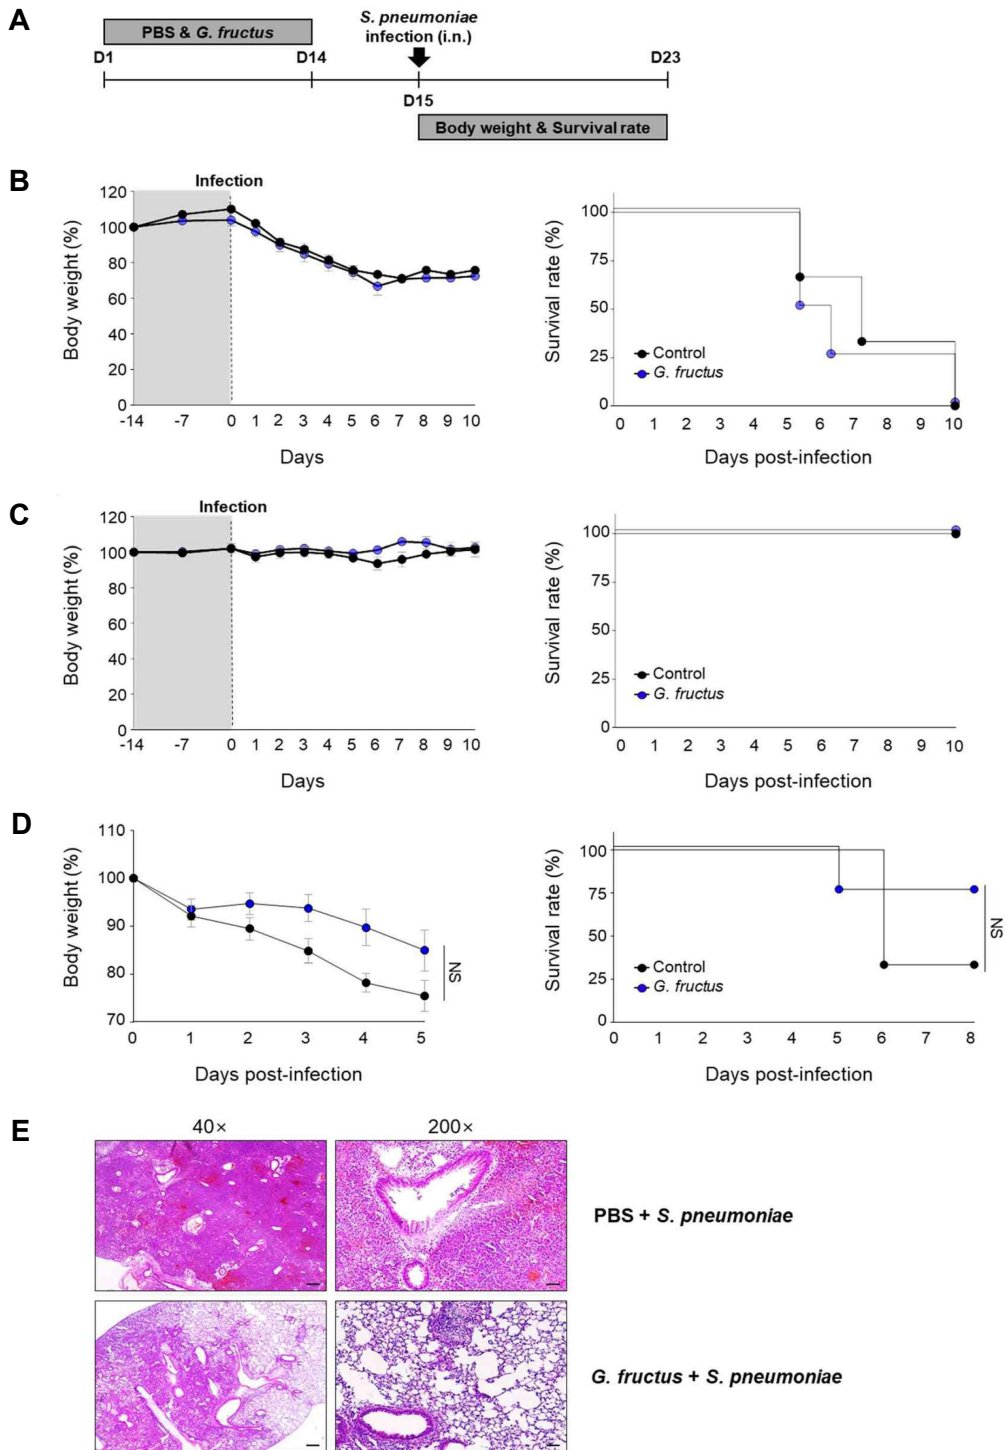 A
PBS & G. fructus
S. pneumoniae
infection (i.n.)
D1
D14
D23
D15
Body weight & Survival rate
B
Infection
Body weight (%)
120
100
80
60
40
20
0
-14 -7 0 1 2 3 4 5 6 7 8 9 10
Days
Survival rate (%)
100
75
50
25
0
Control
G. fructus
0 1 2 3 4 5 6 7 8 9 10
Days post-infection
C
Infection
Body weight (%)
120
100
80
60
40
20
0
-14 -7 0 1 2 3 4 5 6 7 8 9 10
Days
Survival rate (%)
100
75
50
25
0
Control
G. fructus
0 1 2 3 4 5 6 7 8 9 10
Days post-infection
D
Body weight (%)
110
100
90
80
70
NS
0 1 2 3 4 5
Days post-infection
Survival rate (%)
100
75
50
25
0
Control
G. fructus
NS
0 1 2 3 4 5 6 7 8
Days post-infection
E
40×
200×
PBS + S. pneumoniae
G. fructus + S. pneumoniae